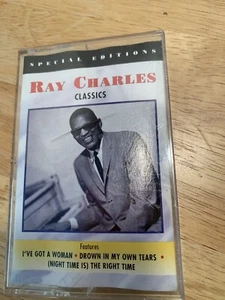 SPECIAL EDITIONS
RAY CHARLES
CLASSICS
Features
I'VE GOT A WOMAN • DROWN IN MY OWN TEARS •
(NIGHT TIME IS) THE RIGHT TIME